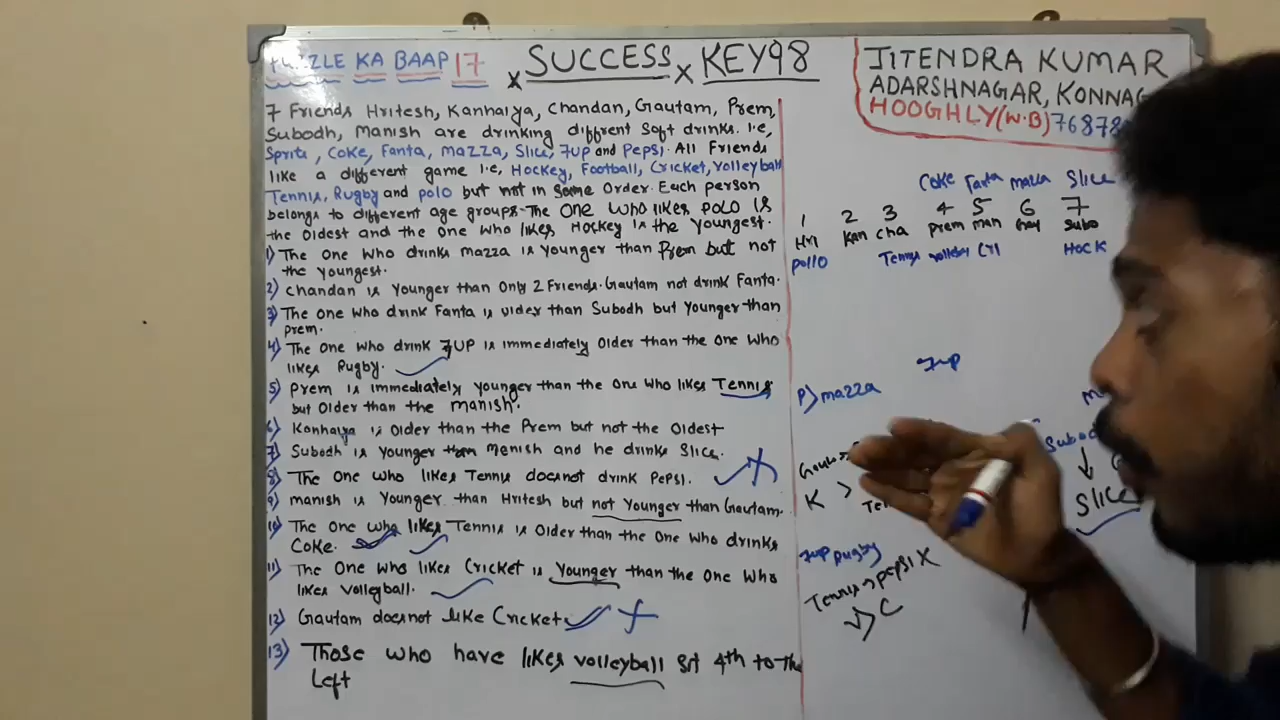 PUZZLE KA BAAP 17 x SUCCESS x KEY98
JITENDRA KUMAR
ADARSHNAGAR, KONNAG
HOOGHLY(W.B) 76878
7 Friends Hritesh, Kanhaiya, Chandan, Gautam, Prem,
Subodh, Manish are drinking diffrent Soft drinks. i.e,
Sprite, Coke, Fanta, mazza, Slice, 7up and Pepsi. All Friends
like a different game i.e, Hockey, Football, Cricket, volleyball
Tennis, Rugby and polo but not in Same Order. Each person
belongs to different age groups. The One who likes POLO is
the Oldest and the one who likes Hockey is the Youngest.
1) The one who drinks mazza is Younger than Prem but not
the youngest.
2) Chandan is Younger than Only 2 Friends. Gautam not drink Fanta.
3) The one who drink Fanta is older than Subodh but Younger than
Prem.
4) The One who drink 7UP is immediately Older than the One who
likes Rugby.
5) Prem is immediately younger than the One who likes Tennis
but Older than the manish.
6) Kanhaiya is Older than the Prem but not the Oldest
7) Subodh is Younger than Manish and he drinks Slice.
8) The One who likes Tennis doesnot drink Pepsi.
9) manish is Younger than Hritesh but not Younger than Gautam.
10) The One who likes Tennis is Older than the One who drinks
Coke.
11) The One who likes Cricket is Younger than the One who
likes volleyball.
12) Gautam doesnot like Cricket.
13) Those who have likes volleyball sit 4th to the
Left
Coke Fanta mazza Slice
1 2 3 4 5 6 7
Hri Kan Cha Prem man Subo
Pollo Tennis volley Cri HOCK
7up
P> mazza
Subod
K >
Slice
7up Rugby
Tennis → Pepsi X
V> C